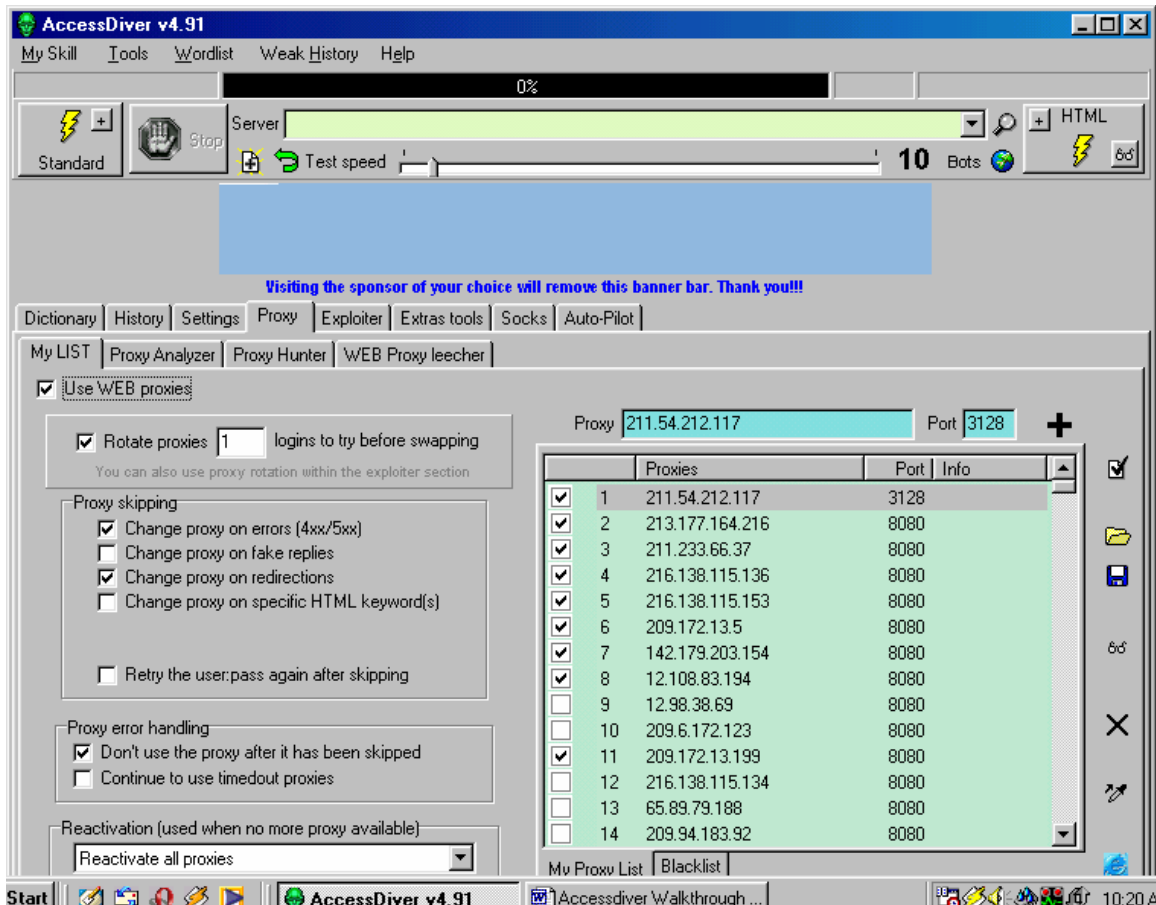 AccessDiver v4.91
My Skill Tools Wordlist Weak History Help
0%
Standard
Stop
Server
Test speed
10 Bots
HTML
Visiting the sponsor of your choice will remove this banner bar. Thank you!!!
Dictionary History Settings Proxy Exploiter Extras tools Socks Auto-Pilot
My LIST Proxy Analyzer Proxy Hunter WEB Proxy leecher
Use WEB proxies
Rotate proxies 1 logins to try before swapping
You can also use proxy rotation within the exploiter section
Proxy skipping
Change proxy on errors (4xx/5xx)
Change proxy on fake replies
Change proxy on redirections
Change proxy on specific HTML keyword(s)
Retry the user:pass again after skipping
Proxy error handling
Don't use the proxy after it has been skipped
Continue to use timedout proxies
Reactivation (used when no more proxy available)
Reactivate all proxies
Proxy 211.54.212.117 Port 3128
Proxies Port Info
1 211.54.212.117 3128
2 213.177.164.216 8080
3 211.233.66.37 8080
4 216.138.115.136 8080
5 216.138.115.153 8080
6 209.172.13.5 8080
7 142.179.203.154 8080
8 12.108.83.194 8080
9 12.98.38.69 8080
10 209.6.172.123 8080
11 209.172.13.199 8080
12 216.138.115.134 8080
13 65.89.79.188 8080
14 209.94.183.92 8080
My Proxy List Blacklist
Start AccessDiver v4.91 Accessdiver Walkthrough ... 10:20 A